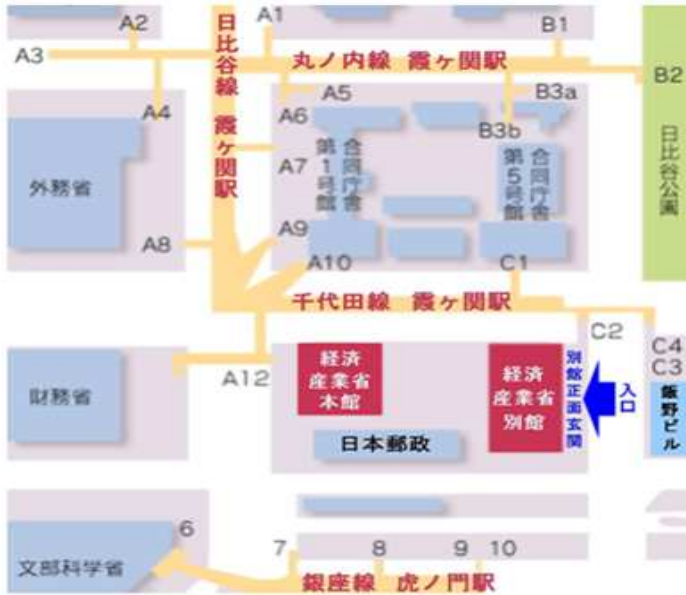 A1
A2
A3
B1
日比谷線 霞ヶ関駅
丸ノ内線 霞ヶ関駅
B2
A4
A5
B3a
A6
B3b
日比谷公園
外務省
A7
合同庁舎
第1号館
合同庁舎
第5号館
A8
A9
A10
C1
千代田線 霞ヶ関駅
C2
C4
C3
A12
経済
産業省
本館
経済
産業省
別館
別館正面玄関
入口
飯野ビル
財務省
日本郵政
6
7
8
9
10
文部科学省
銀座線 虎ノ門駅